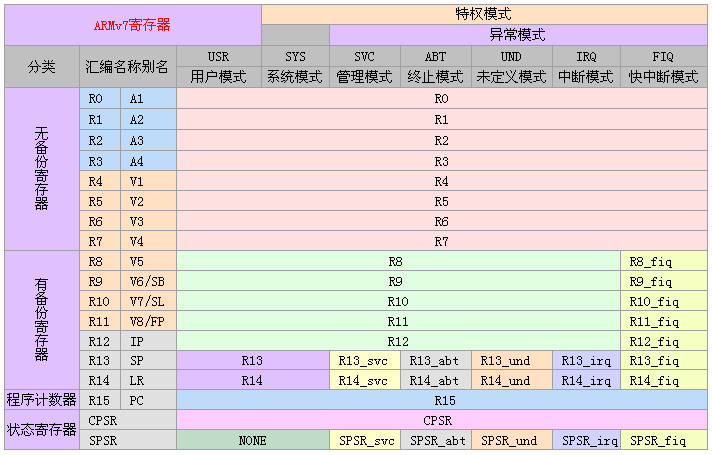 ARMv7寄存器
特权模式
异常模式
分类 汇编名称别名 USR SYS SVC ABT UND IRQ FIQ
用户模式 系统模式 管理模式 终止模式 未定义模式 中断模式 快中断模式
无备份寄存器
R0 A1 R0
R1 A2 R1
R2 A3 R2
R3 A4 R3
R4 V1 R4
R5 V2 R5
R6 V3 R6
R7 V4 R7
有备份寄存器
R8 V5 R8 R8_fiq
R9 V6/SB R9 R9_fiq
R10 V7/SL R10 R10_fiq
R11 V8/FP R11 R11_fiq
R12 IP R12 R12_fiq
R13 SP R13 R13_svc R13_abt R13_und R13_irq R13_fiq
R14 LR R14 R14_svc R14_abt R14_und R14_irq R14_fiq
程序计数器 R15 PC R15
状态寄存器
CPSR CPSR
SPSR NONE SPSR_svc SPSR_abt SPSR_und SPSR_irq SPSR_fiq